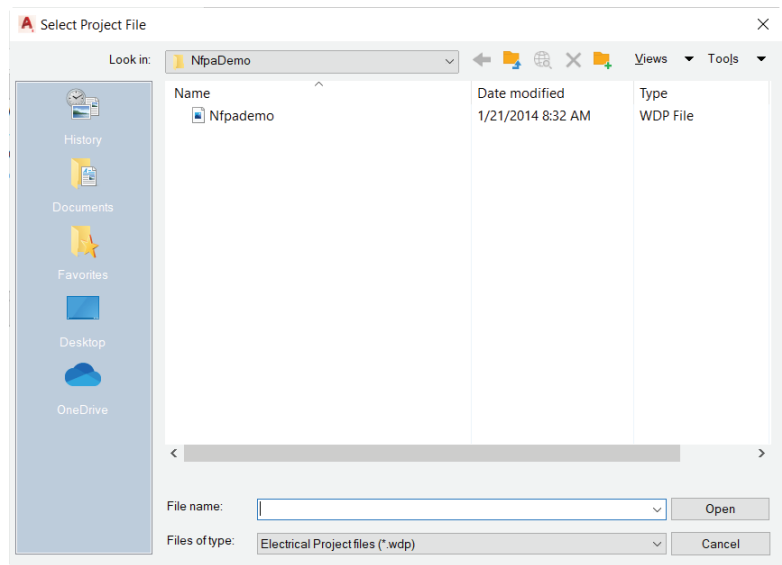 A Select Project File
Look in: NfpaDemo Views Tools
Name Date modified Type
Nfpademo 1/21/2014 8:32 AM WDP File
History
Documents
Favorites
Desktop
OneDrive
File name: Open
Files of type: Electrical Project files (*.wdp) Cancel